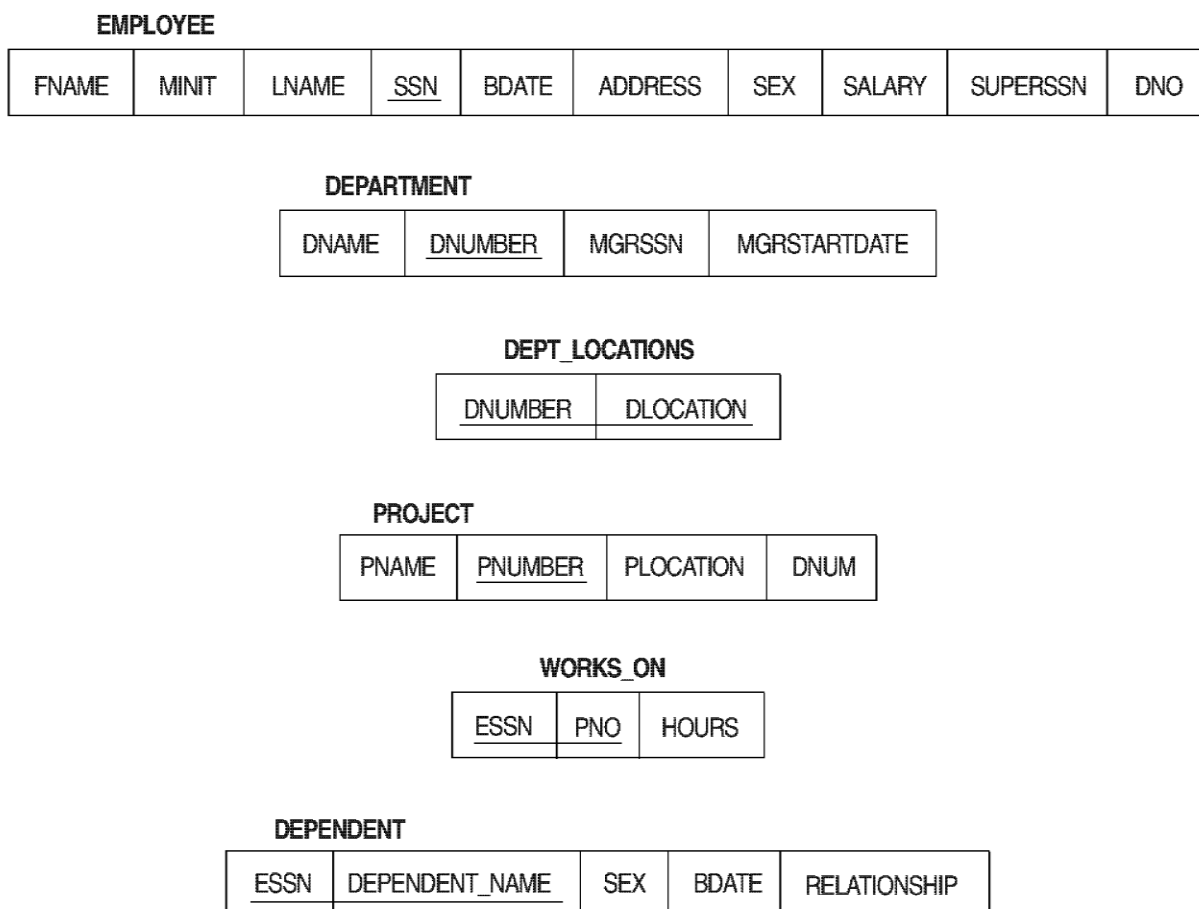 EMPLOYEE
FNAME MINIT LNAME SSN BDATE ADDRESS SEX SALARY SUPERSSN DNO
DEPARTMENT
DNAME DNUMBER MGRSSN MGRSTARTDATE
DEPT_LOCATIONS
DNUMBER DLOCATION
PROJECT
PNAME PNUMBER PLOCATION DNUM
WORKS_ON
ESSN PNO HOURS
DEPENDENT
ESSN DEPENDENT_NAME SEX BDATE RELATIONSHIP